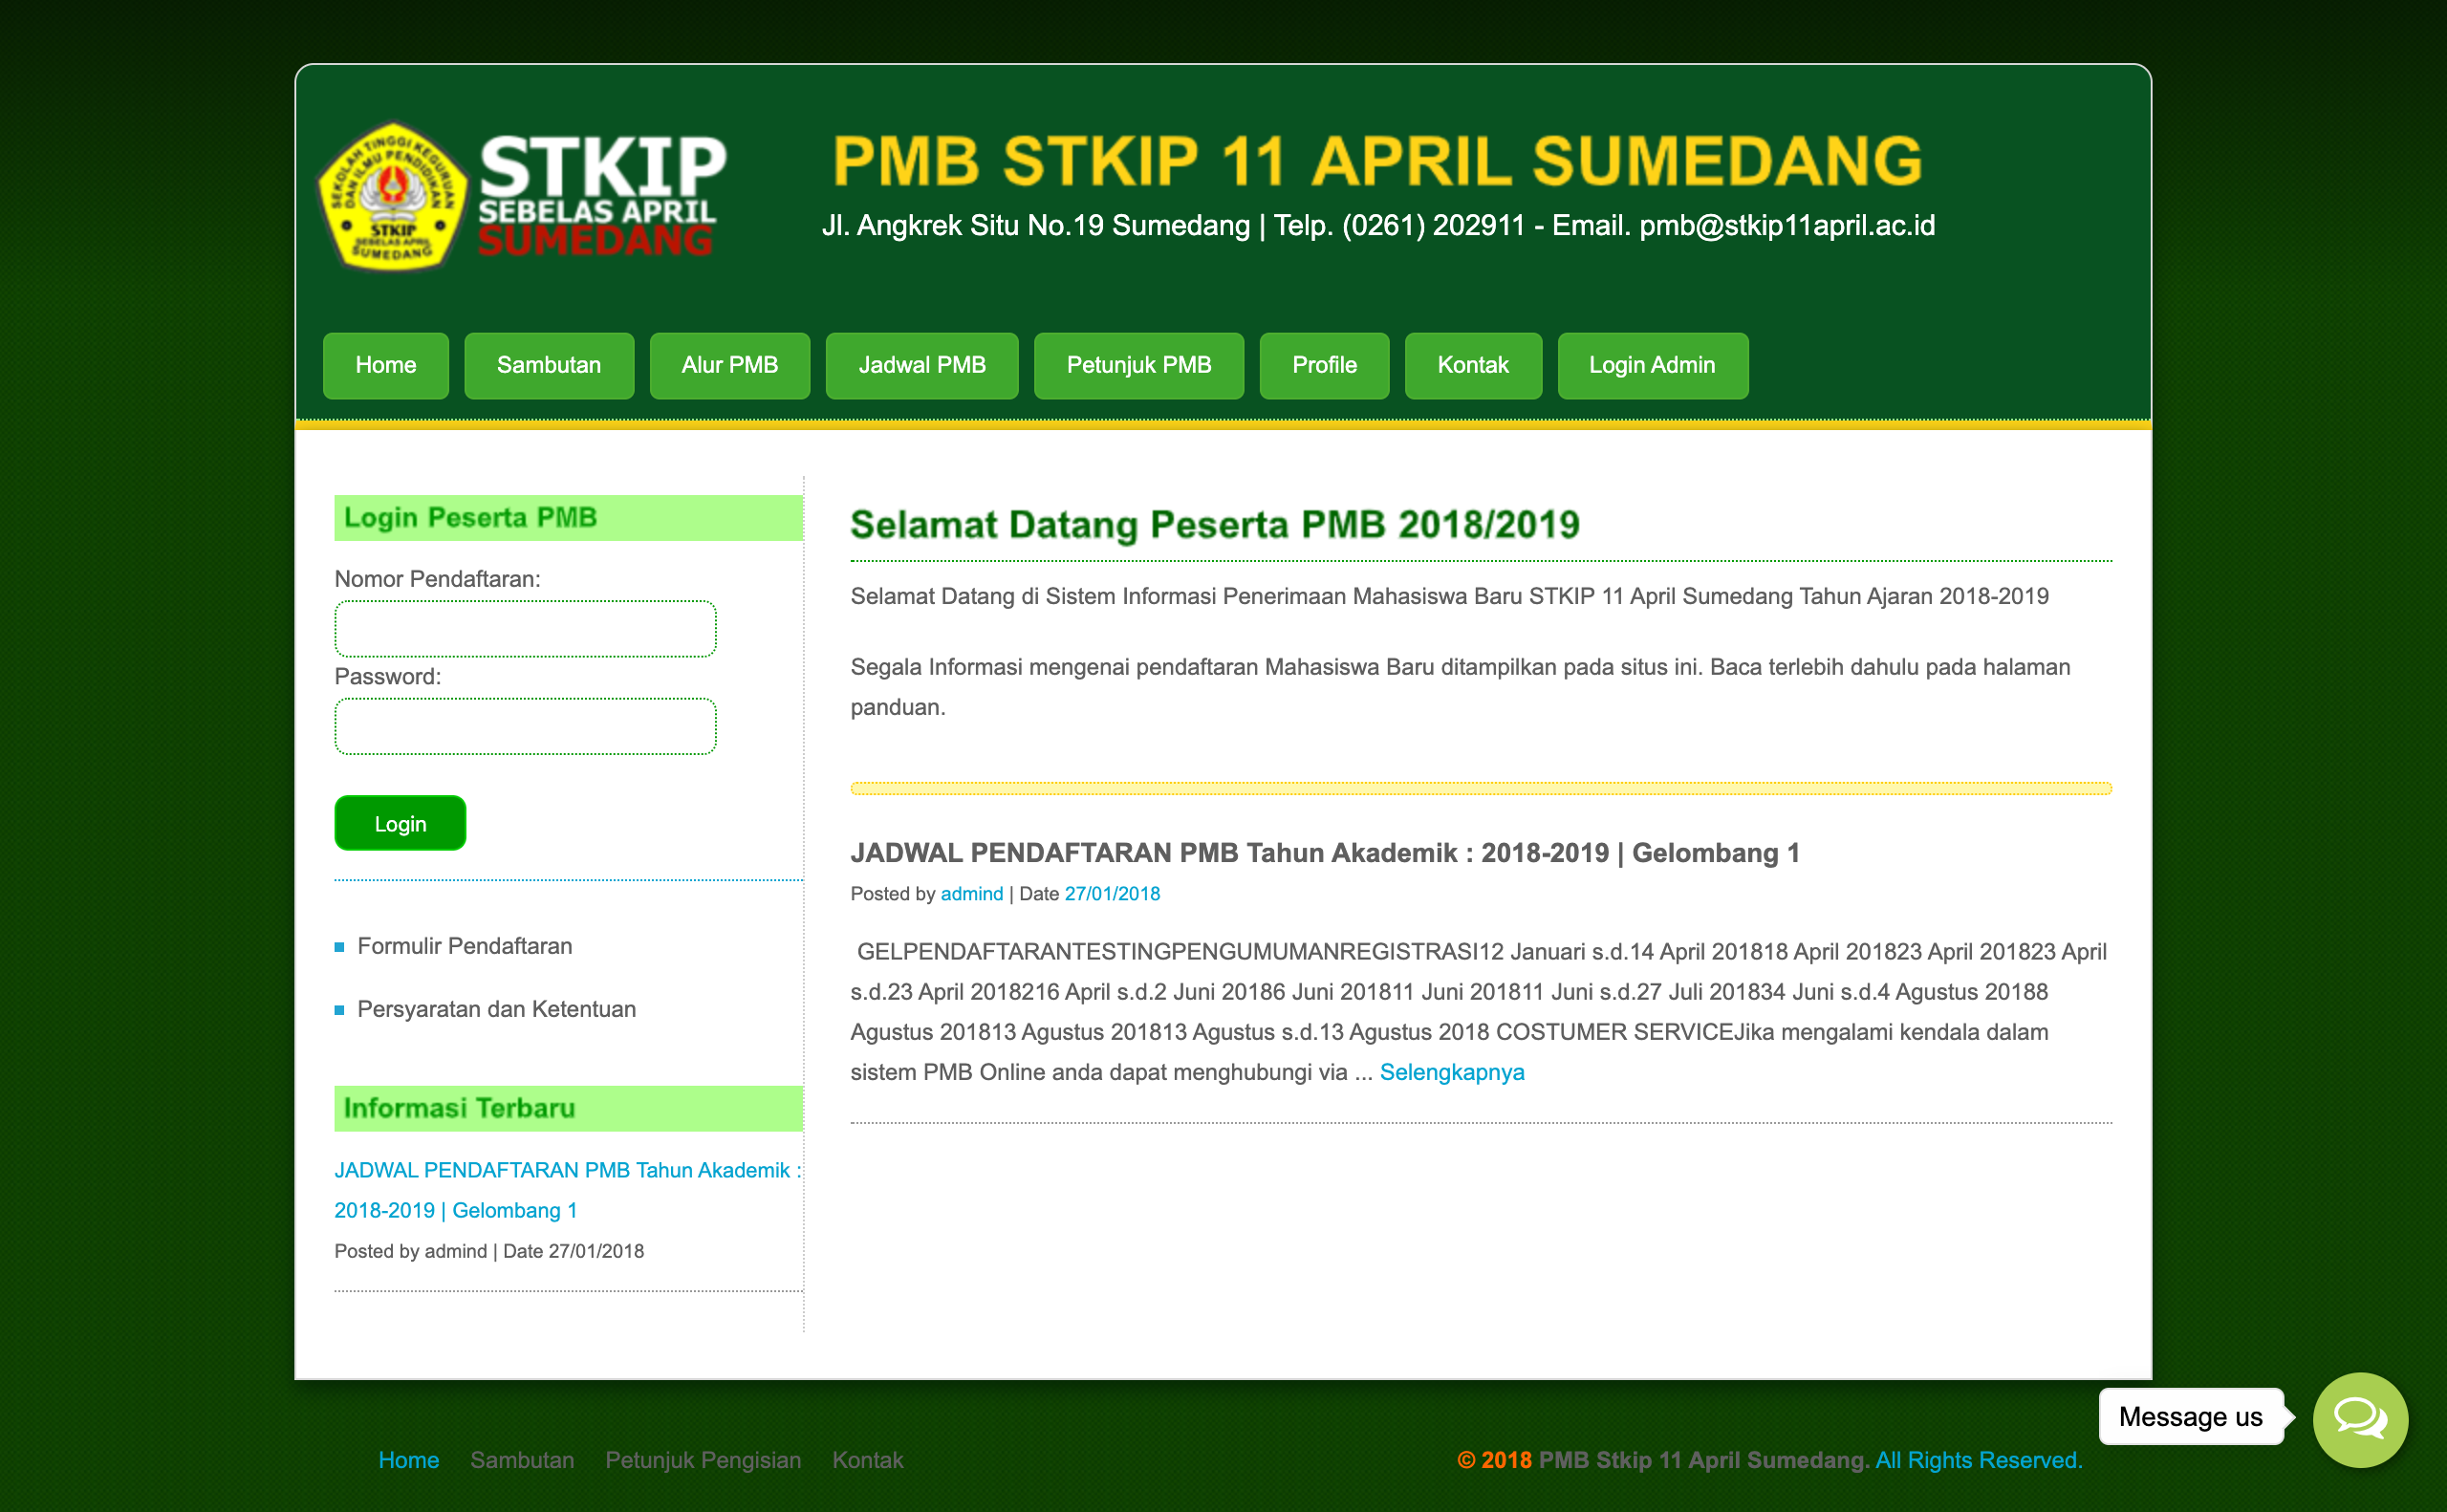 SEKOLAH TINGGI KEGURUAN
DAN ILMU PENDIDIKAN
STKIP
SEBELAS APRIL
SUMEDANG
STKIP
SEBELAS APRIL
SUMEDANG
PMB STKIP 11 APRIL SUMEDANG
Jl. Angkrek Situ No.19 Sumedang | Telp. (0261) 202911 - Email. pmb@stkip11april.ac.id
Home Sambutan Alur PMB Jadwal PMB Petunjuk PMB Profile Kontak Login Admin
Login Peserta PMB
Nomor Pendaftaran:
Password:
Login
Formulir Pendaftaran
Persyaratan dan Ketentuan
Informasi Terbaru
JADWAL PENDAFTARAN PMB Tahun Akademik :
2018-2019 | Gelombang 1
Posted by admind | Date 27/01/2018
Selamat Datang Peserta PMB 2018/2019
Selamat Datang di Sistem Informasi Penerimaan Mahasiswa Baru STKIP 11 April Sumedang Tahun Ajaran 2018-2019
Segala Informasi mengenai pendaftaran Mahasiswa Baru ditampilkan pada situs ini. Baca terlebih dahulu pada halaman
panduan.
JADWAL PENDAFTARAN PMB Tahun Akademik : 2018-2019 | Gelombang 1
Posted by admind | Date 27/01/2018
GELPENDAFTARANTESTINGPENGUMUMANREGISTRASI12 Januari s.d.14 April 201818 April 201823 April 201823 April
s.d.23 April 2018216 April s.d.2 Juni 20186 Juni 201811 Juni 201811 Juni s.d.27 Juli 201834 Juni s.d.4 Agustus 20188
Agustus 201813 Agustus 201813 Agustus s.d.13 Agustus 2018 COSTUMER SERVICEJika mengalami kendala dalam
sistem PMB Online anda dapat menghubungi via ... Selengkapnya
Message us
Home Sambutan Petunjuk Pengisian Kontak
© 2018 PMB Stkip 11 April Sumedang. All Rights Reserved.